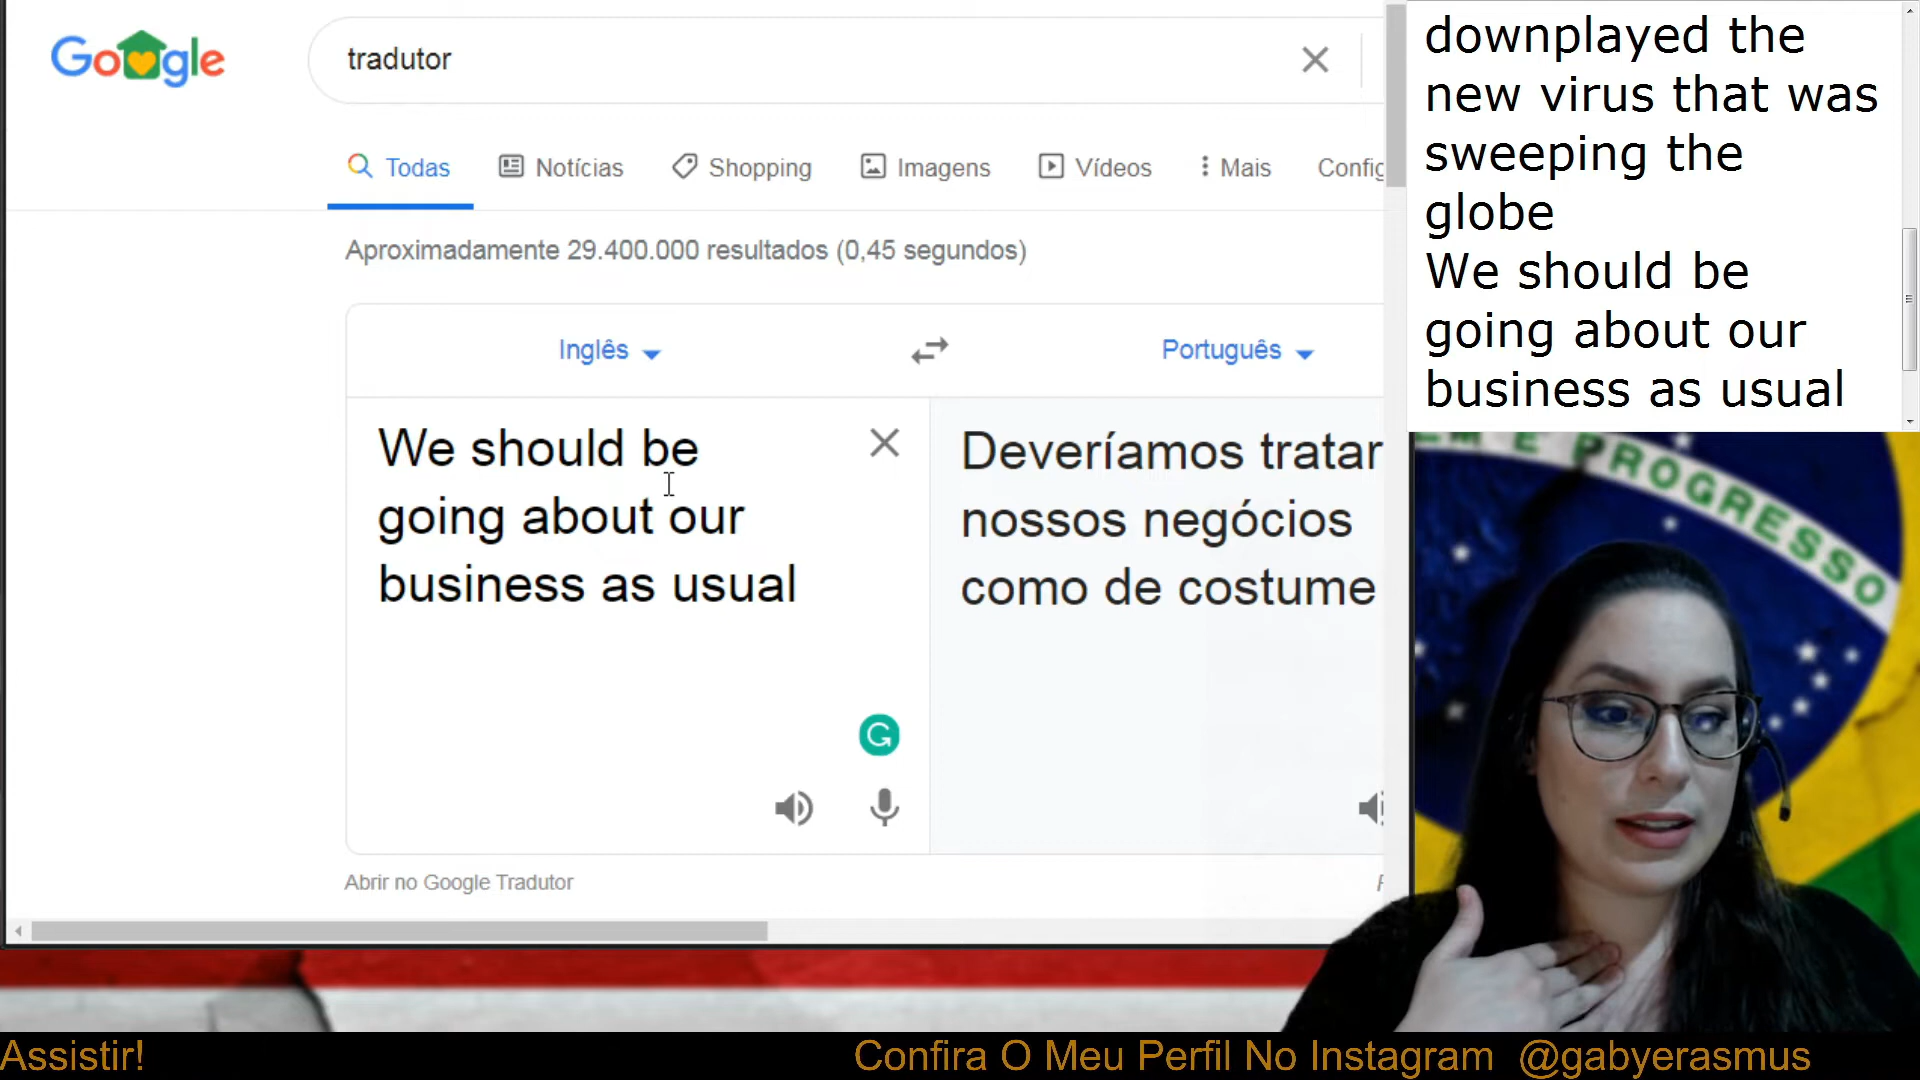 Google
tradutor
Todas
Notícias
Shopping
Imagens
Vídeos
Mais
Config
Aproximadamente 29.400.000 resultados (0,45 segundos)
Inglês
Português
We should be
going about our
business as usual
Deveríamos tratar
nossos negócios
como de costume
Abrir no Google Tradutor
downplayed the
new virus that was
sweeping the
globe
We should be
going about our
business as usual
E PROGRESSO
Assistir!
Confira O Meu Perfil No Instagram @gabyerasmus